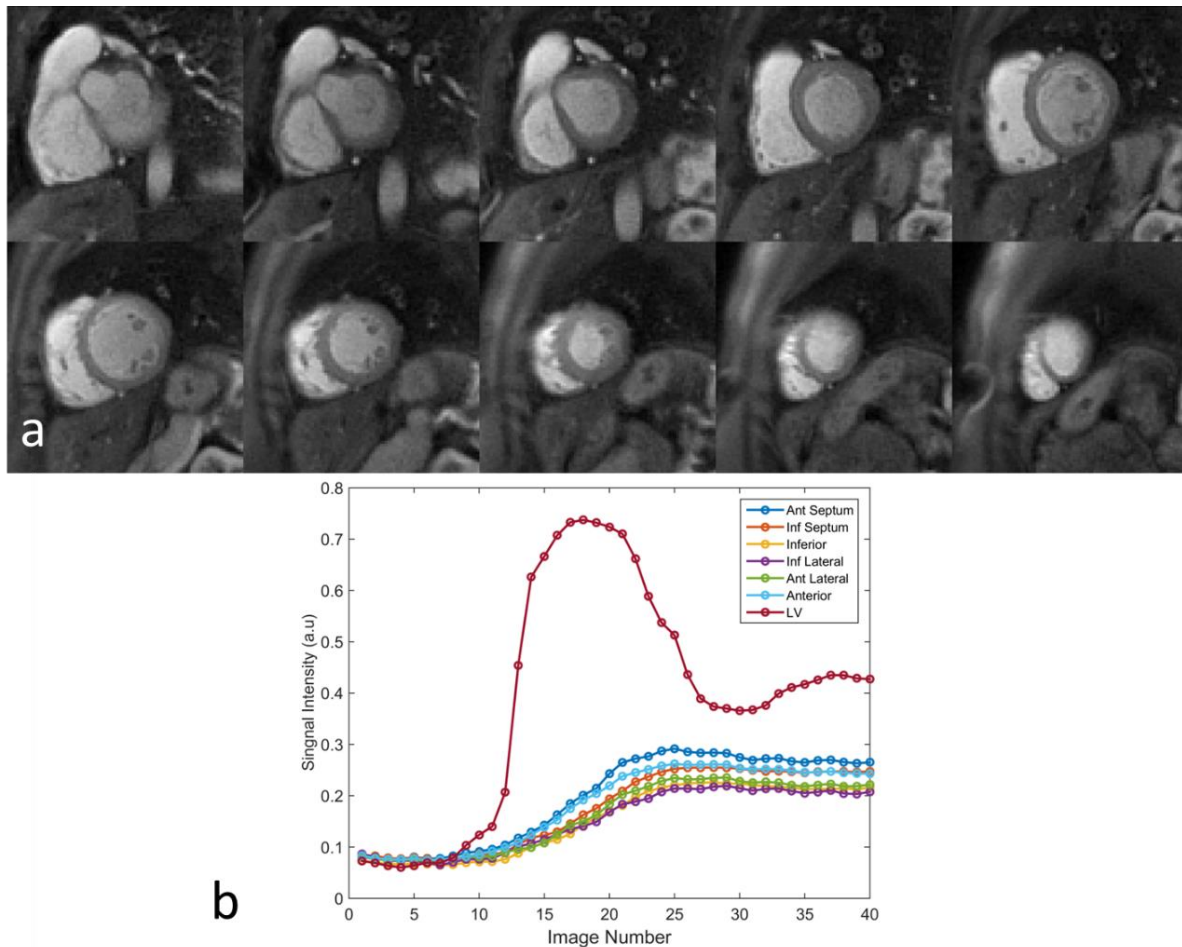 a
0.8
0.7
0.6
0.5
0.4
0.3
0.2
0.1
0
Singnal Intensity (a.u)
Ant Septum
Inf Septum
Inferior
Inf Lateral
Ant Lateral
Anterior
LV
0 5 10 15 20 25 30 35 40
Image Number
b